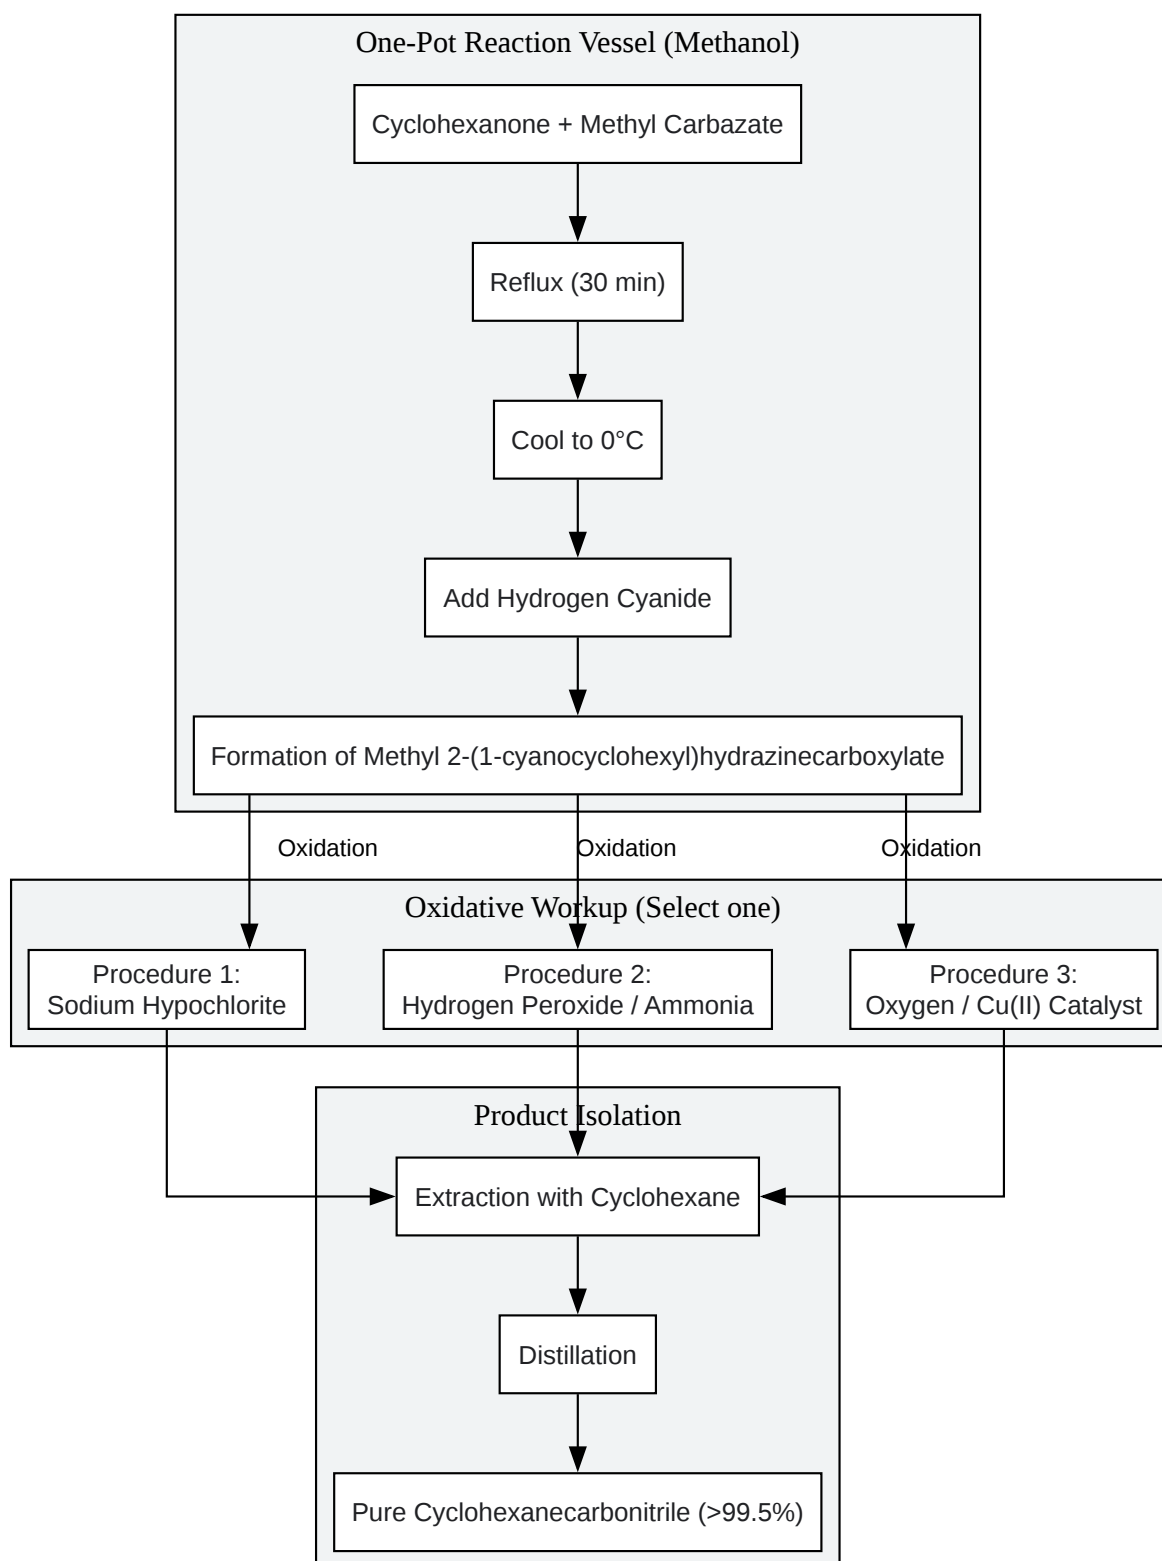 One-Pot Reaction Vessel (Methanol)
Cyclohexanone + Methyl Carbazate
Reflux (30 min)
Cool to 0°C
Add Hydrogen Cyanide
Formation of Methyl 2-(1-cyanocyclohexyl)hydrazinecarboxylate
Oxidation
Oxidation
Oxidation
Oxidative Workup (Select one)
Procedure 1:
Sodium Hypochlorite
Procedure 2:
Hydrogen Peroxide / Ammonia
Procedure 3:
Oxygen / Cu(II) Catalyst
Product Isolation
Extraction with Cyclohexane
Distillation
Pure Cyclohexanecarbonitrile (>99.5%)